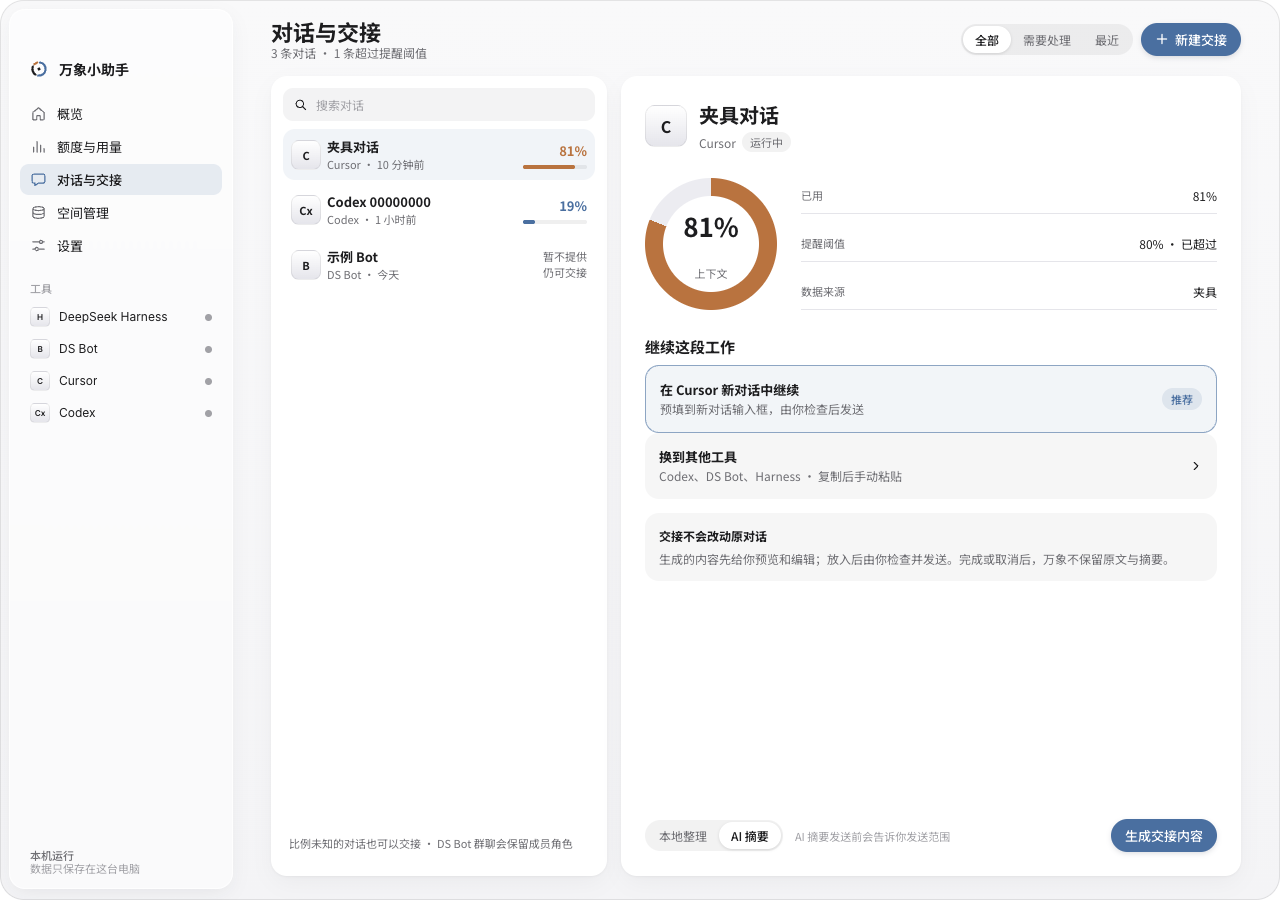 万象小助手
概览
额度与用量
对话与交接
空间管理
设置
工具
H DeepSeek Harness
B DS Bot
C Cursor
Cx Codex
本机运行
数据只保存在这台电脑
对话与交接
3 条对话 · 1 条超过提醒阈值
全部 需要处理 最近
新建交接
搜索对话
C 夹具对话 81%
Cursor · 10 分钟前
Cx Codex 00000000 19%
Codex · 1 小时前
B 示例 Bot 暂不提供
DS Bot · 今天 仍可交接
比例未知的对话也可以交接 · DS Bot 群聊会保留成员角色
C 夹具对话
Cursor 运行中
81%
上下文
已用 81%
提醒阈值 80% · 已超过
数据来源 夹具
继续这段工作
在 Cursor 新对话中继续
预填到新对话输入框，由你检查后发送
推荐
换到其他工具
Codex、DS Bot、Harness · 复制后手动粘贴
交接不会改动原对话
生成的内容先给你预览和编辑；放入后由你检查并发送。完成或取消后，万象不保留原文与摘要。
本地整理 AI 摘要 AI 摘要发送前会告诉你发送范围
生成交接内容